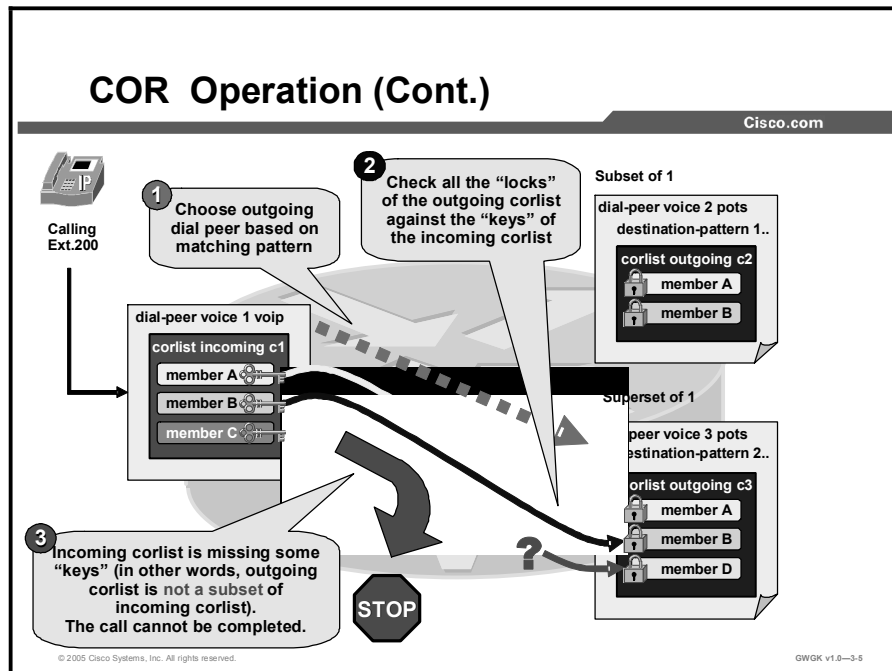 COR Operation (Cont.)
Cisco.com
IP
Calling
Ext.200
1
Choose outgoing
dial peer based on
matching pattern
2
Check all the “locks”
of the outgoing corlist
against the “keys” of
the incoming corlist
Subset of 1
dial-peer voice 2 pots
destination-pattern 1..
corlist outgoing c2
member A
member B
dial-peer voice 1 voip
corlist incoming c1
member A
member B
member C
Superset of 1
peer voice 3 pots
estination-pattern 2..
orlist outgoing c3
member A
member B
member D
?
3
Incoming corlist is missing some
“keys” (in other words, outgoing
corlist is not a subset of
incoming corlist).
The call cannot be completed.
STOP
© 2005 Cisco Systems, Inc. All rights reserved.
GWGK v1.0—3-5